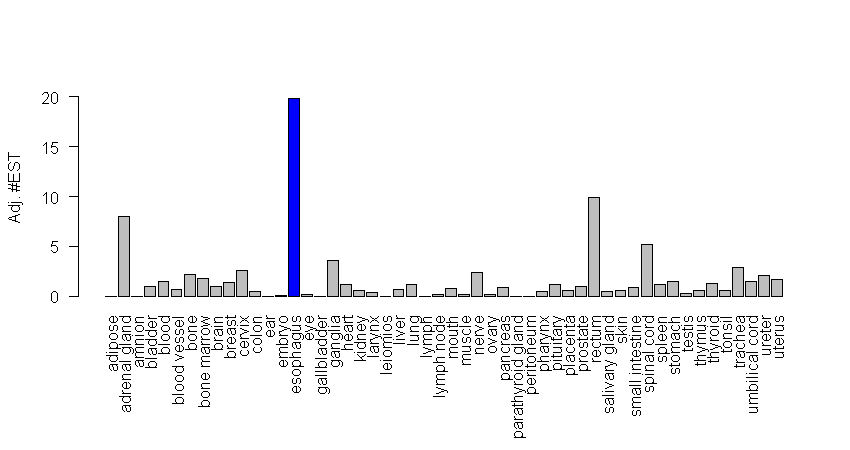 20
15
10
5
0
Adj. #EST
adipose
adrenal gland
amnion
bladder
blood
blood vessel
bone
bone marrow
brain
breast
cervix
colon
ear
embryo
esophagus
eye
gallbladder
ganglia
heart
kidney
larynx
leiomios
liver
lung
lymph
lymph node
mouth
muscle
nerve
ovary
pancreas
parathyroid gland
peritoneum
pharynx
pituitary
placenta
prostate
rectum
salivary gland
skin
small intestine
spinal cord
spleen
stomach
testis
thymus
thyroid
tonsil
trachea
umbilical cord
ureter
uterus